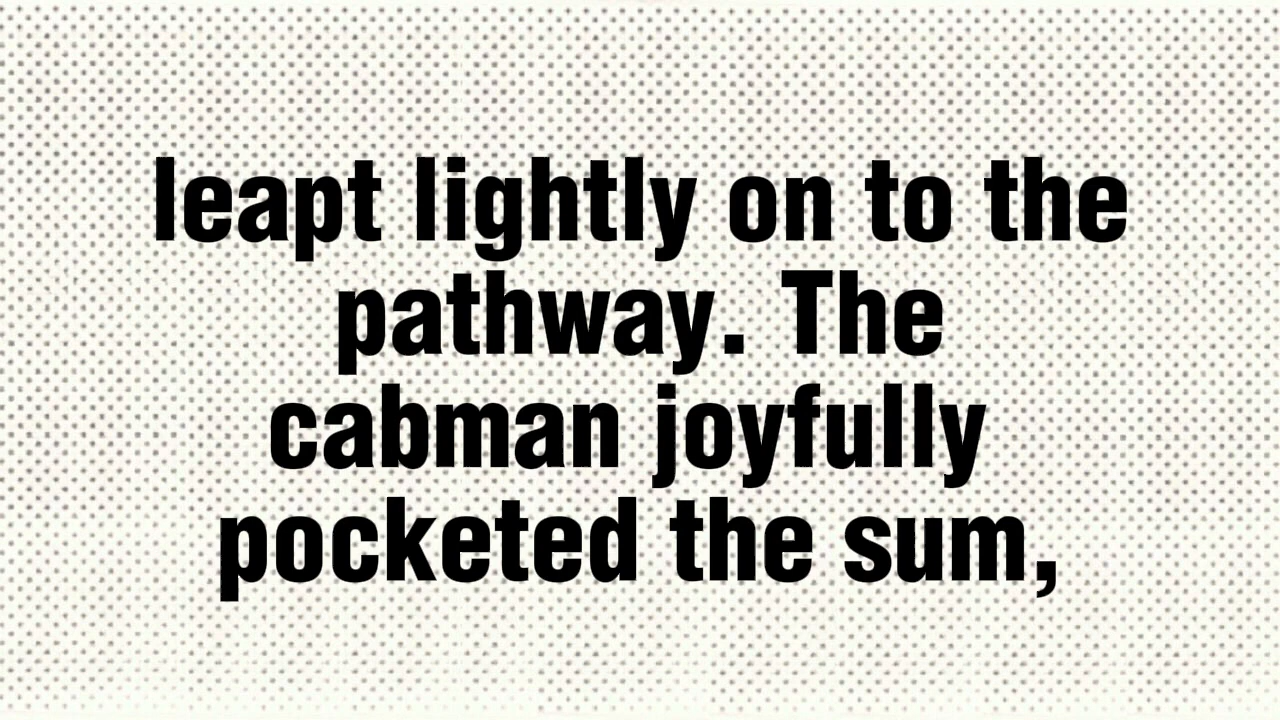 leapt lightly on to the
pathway. The
cabman joyfully
pocketed the sum,